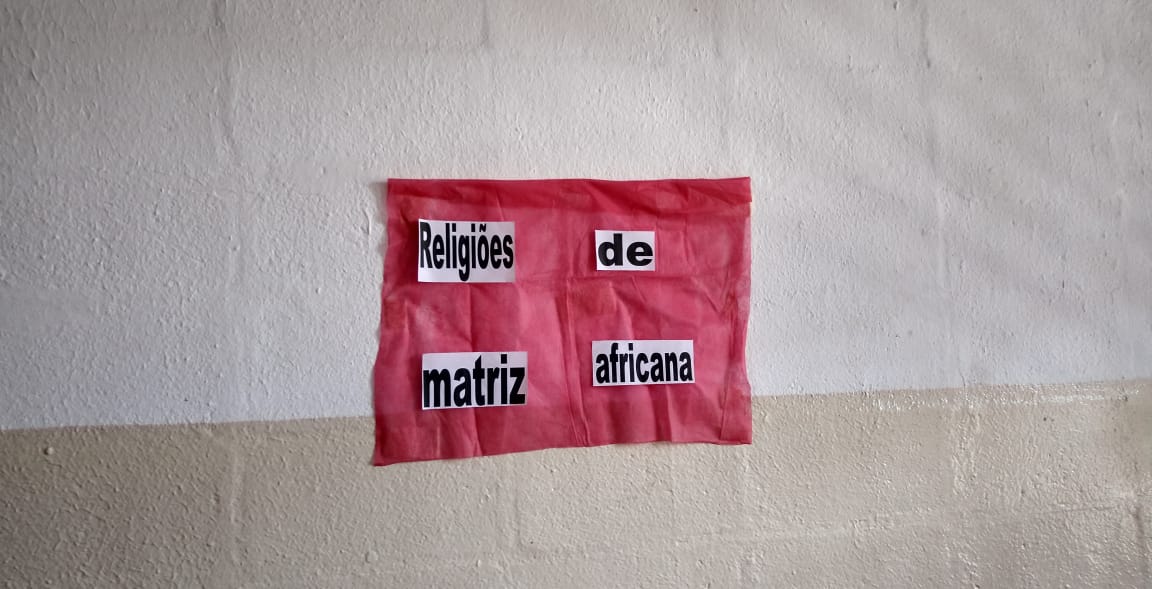 Religiões de
matriz africana